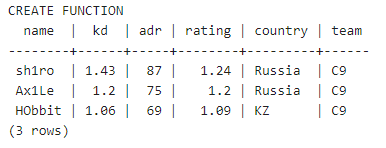 CREATE FUNCTION
  name  |  kd  | adr | rating | country | team
--------+------+-----+--------+---------+------
 sh1ro  | 1.43 |  87 |   1.24 | Russia  | C9
 Ax1Le  |  1.2 |  75 |    1.2 | Russia  | C9
 H0bbit | 1.06 |  69 |   1.09 | KZ      | C9
(3 rows)